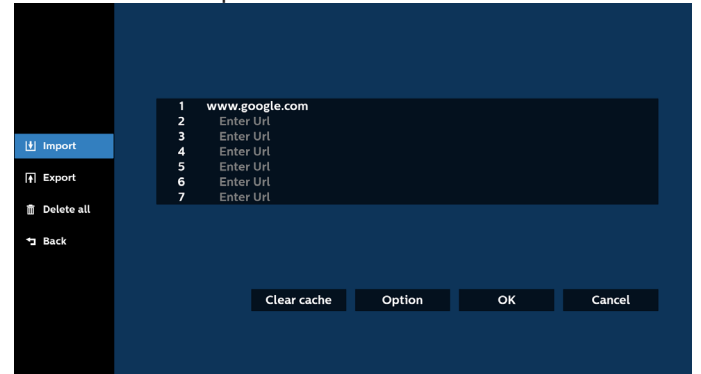 1 www.google.com
2 Enter Url
3 Enter Url
4 Enter Url
5 Enter Url
6 Enter Url
7 Enter Url
Import
Export
Delete all
Back
Clear cache Option OK Cancel